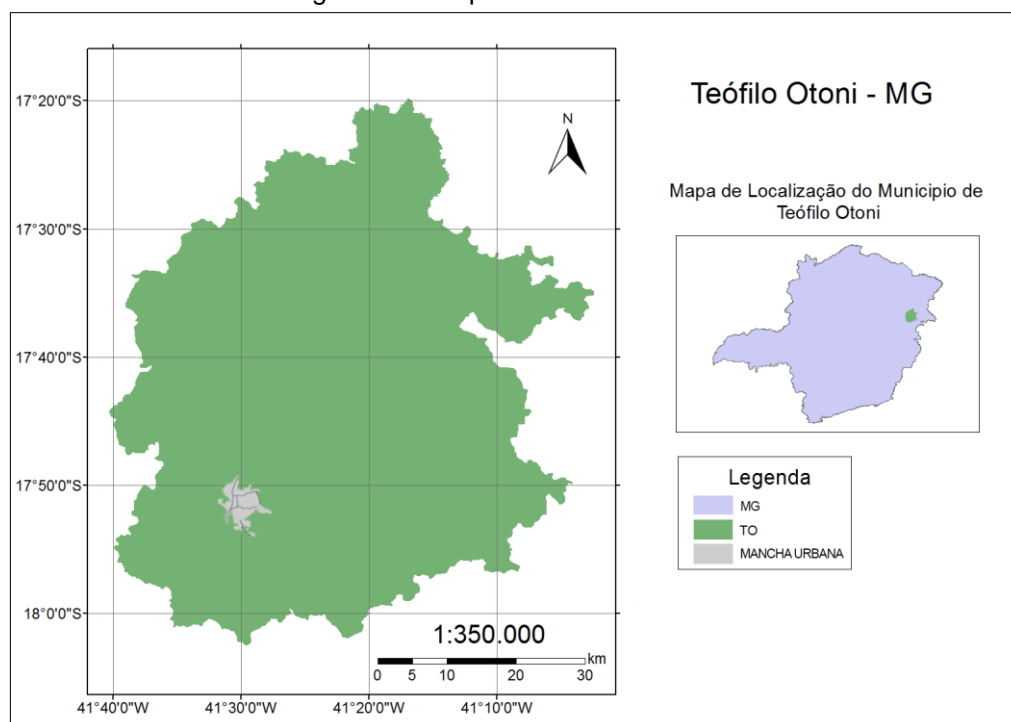 Teófilo Otoni - MG
Mapa de Localização do Municipio de
Teófilo Otoni
17°20'0"S
17°30'0"S
17°40'0"S
17°50'0"S
18°0'0"S
N
Legenda
MG
TO
MANCHA URBANA
1:350.000
km
0 5 10 20 30
41°40'0"W 41°30'0"W 41°20'0"W 41°10'0"W